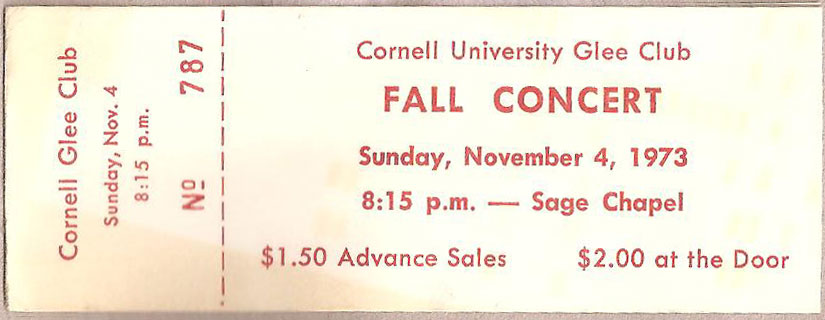 Cornell Glee Club
Sunday, Nov. 4
8:15 p.m.
Nº 787
Cornell University Glee Club
FALL CONCERT
Sunday, November 4, 1973
8:15 p.m. — Sage Chapel
$1.50 Advance Sales $2.00 at the Door